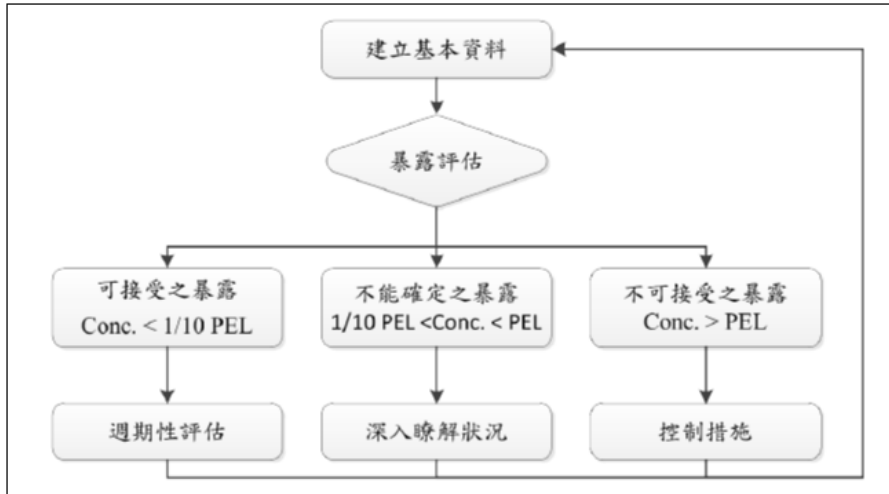 建立基本資料
暴露評估
可接受之暴露
Conc. < 1/10 PEL
不能確定之暴露
1/10 PEL <Conc. < PEL
不可接受之暴露
Conc. > PEL
週期性評估
深入瞭解狀況
控制措施